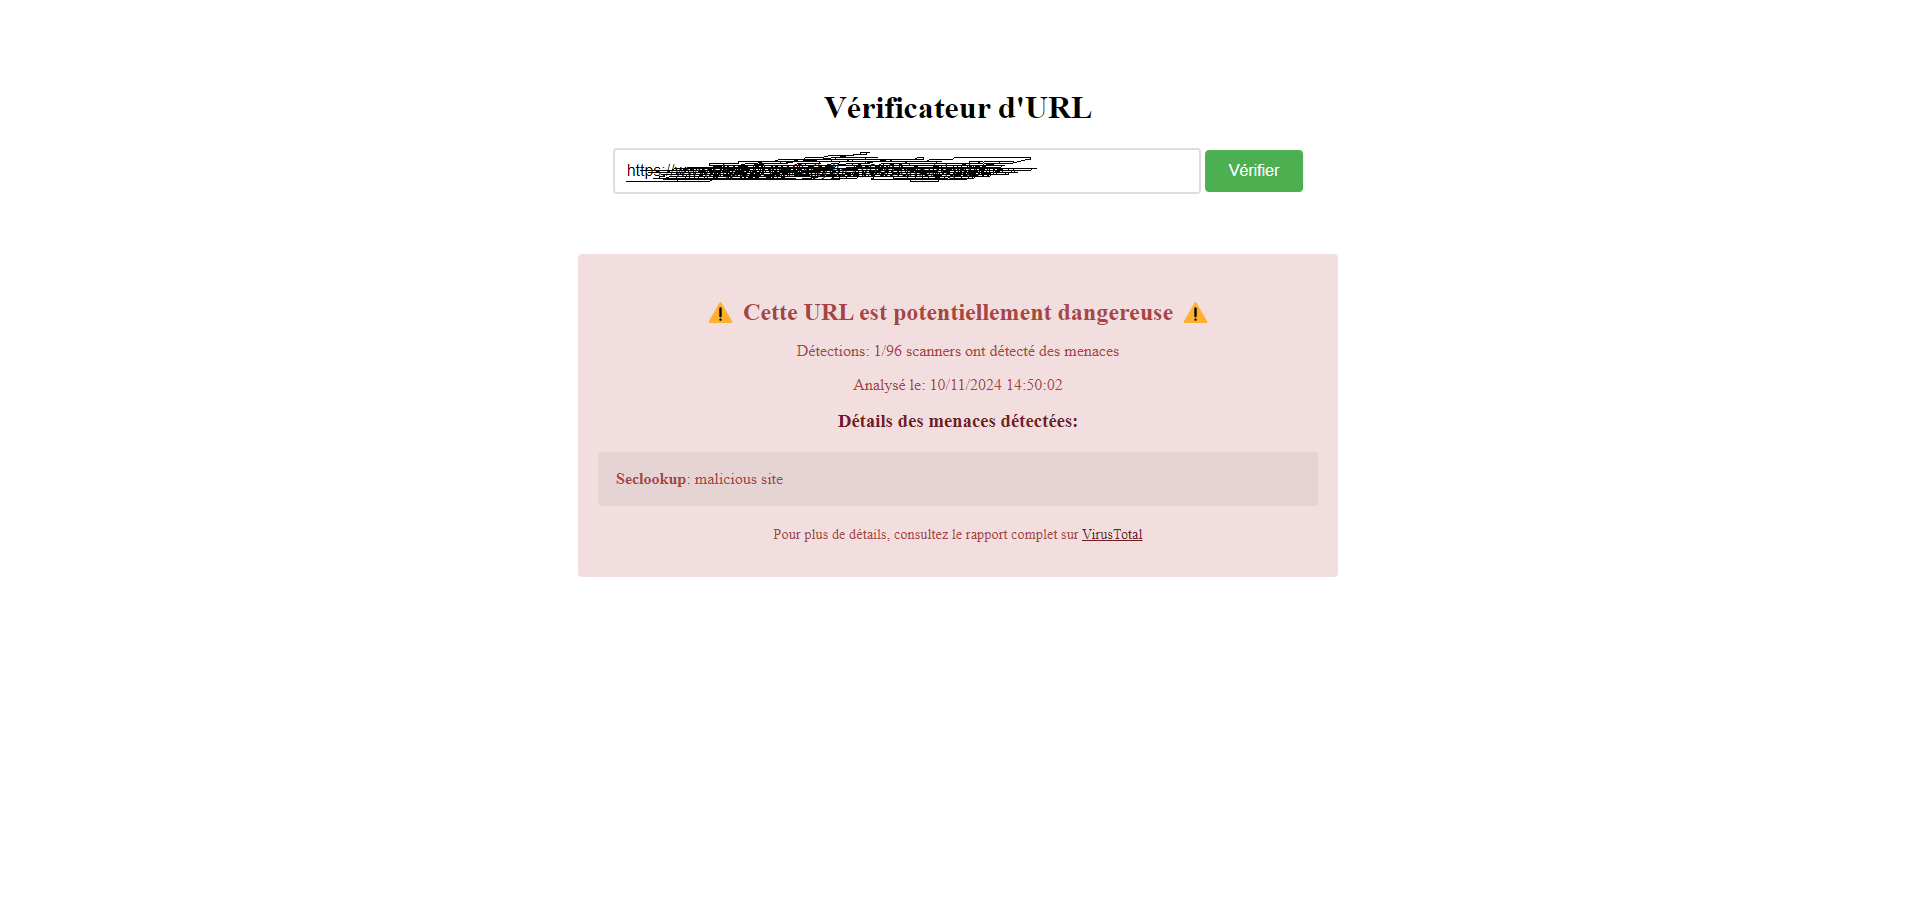 Vérificateur d'URL
https://
Vérifier
⚠️ Cette URL est potentiellement dangereuse ⚠️
Détections: 1/96 scanners ont détecté des menaces
Analysé le: 10/11/2024 14:50:02
Détails des menaces détectées:
Seclookup: malicious site
Pour plus de détails, consultez le rapport complet sur VirusTotal